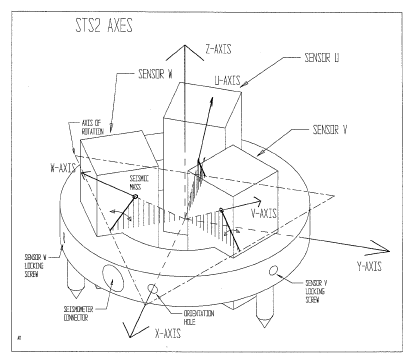 STS2 AXES
Z-AXIS
SENSOR U
SENSOR W
U-AXIS
AXIS OF
ROTATION
SENSOR V
W-AXIS
SEISMIC
MASS
V-AXIS
Y-AXIS
SENSOR W
LOCKING
SCREW
SENSOR V
LOCKING
SCREW
SEISMOMETER
CONNECTOR
ORIENTATION
HOLE
X-AXIS